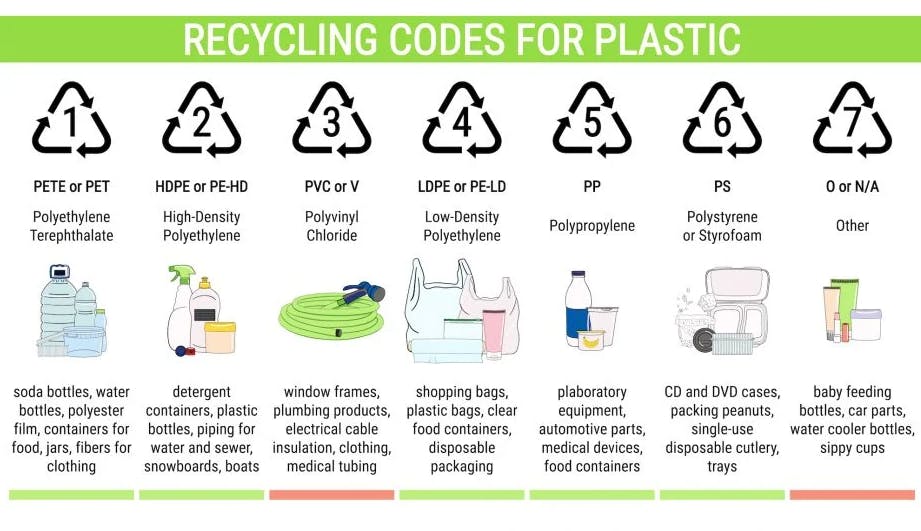 RECYCLING CODES FOR PLASTIC
1
PETE or PET
Polyethylene
Terephthalate
soda bottles, water
bottles, polyester
film, containers for
food, jars, fibers for
clothing
2
HDPE or PE-HD
High-Density
Polyethylene
detergent
containers, plastic
bottles, piping for
water and sewer,
snowboards, boats
3
PVC or V
Polyvinyl
Chloride
window frames,
plumbing products,
electrical cable
insulation, clothing,
medical tubing
4
LDPE or PE-LD
Low-Density
Polyethylene
shopping bags,
plastic bags, clear
food containers,
disposable
packaging
5
PP
Polypropylene
plaboratory
equipment,
automotive parts,
medical devices,
food containers
6
PS
Polystyrene
or Styrofoam
CD and DVD cases,
packing peanuts,
single-use
disposable cutlery,
trays
7
O or N/A
Other
baby feeding
bottles, car parts,
water cooler bottles,
sippy cups